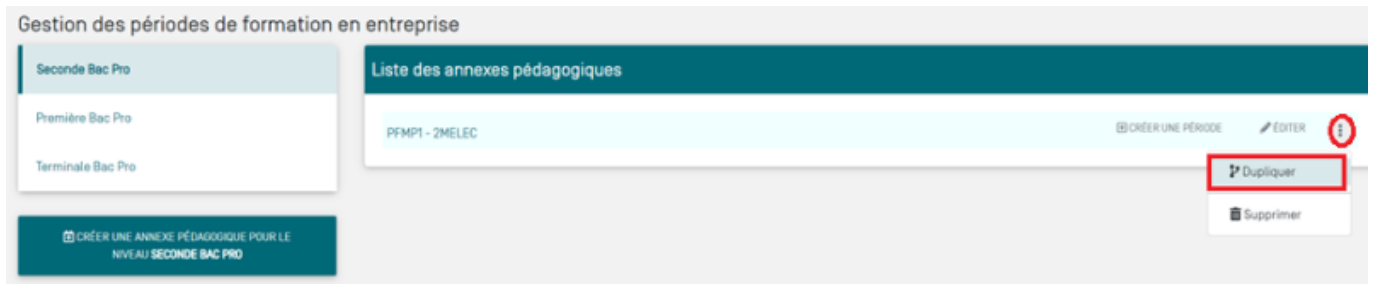 Gestion des périodes de formation en entreprise
Seconde Bac Pro
Première Bac Pro
Terminale Bac Pro
CRÉER UNE ANNEXE PÉDAGOGIQUE POUR LE
NIVEAU SECONDE BAC PRO
Liste des annexes pédagogiques
PFMP1 - 2MELEC
CRÉER UNE PÉRIODE
ÉDITER
Dupliquer
Supprimer